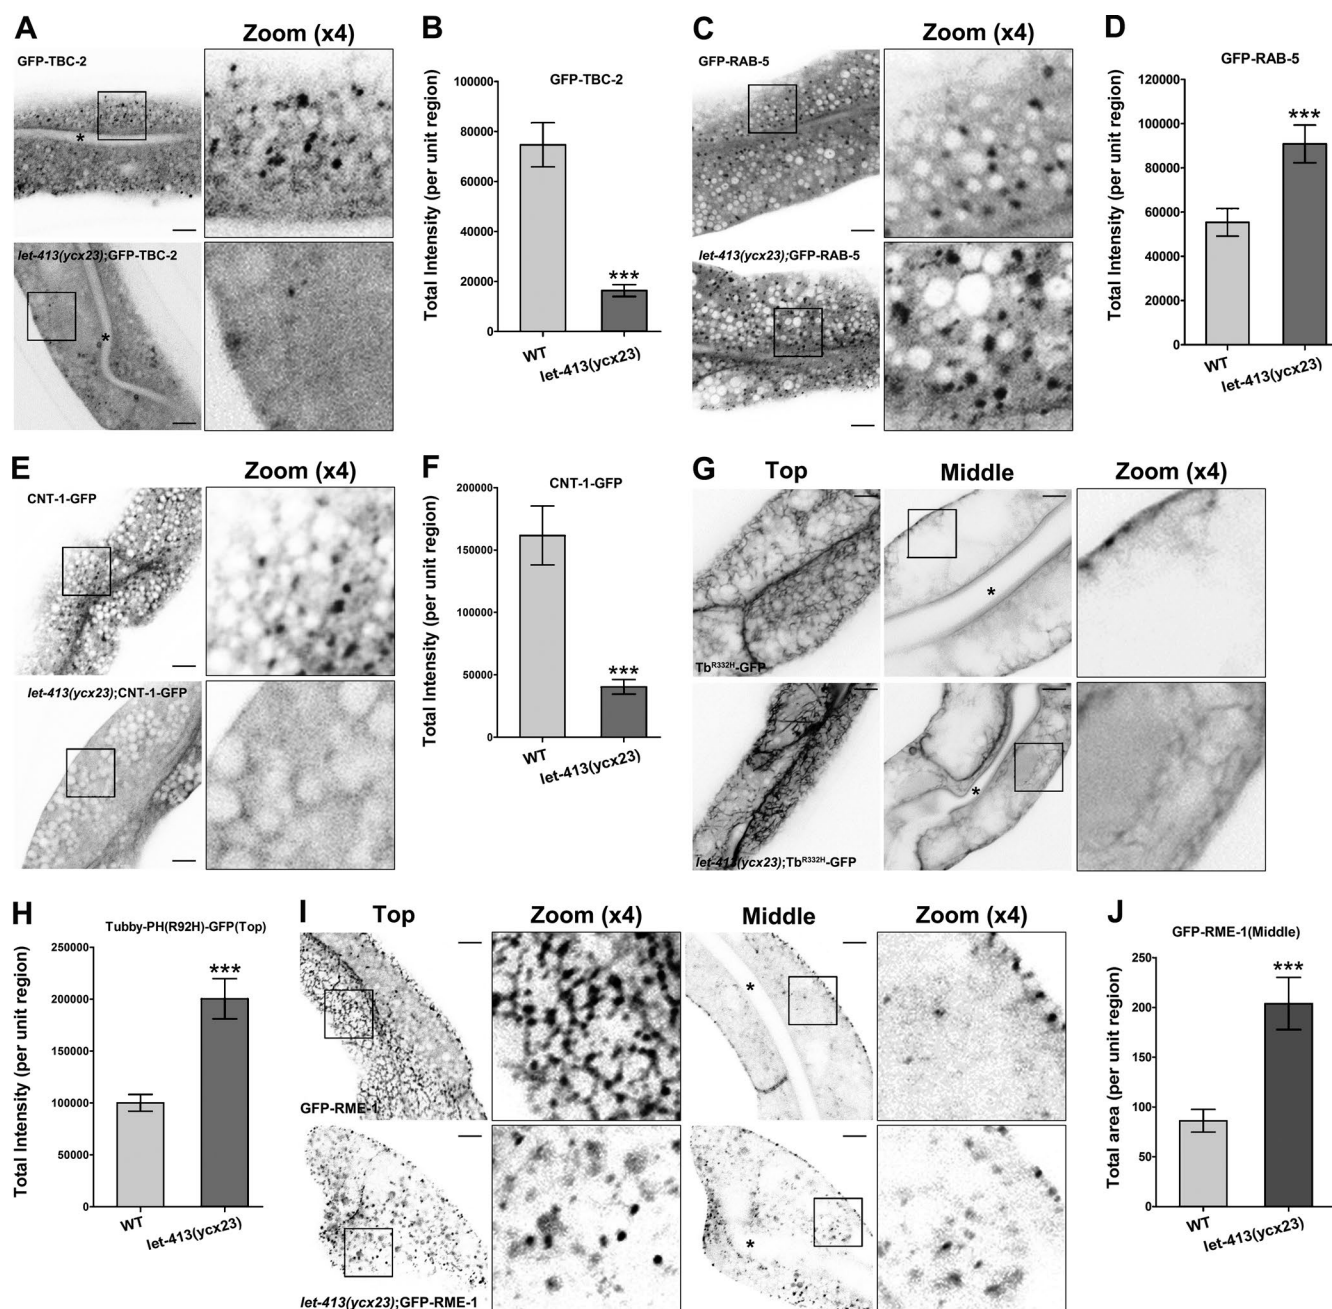 A
Zoom (x4)
GFP-TBC-2
*
let-413(ycx23);GFP-TBC-2
*
B
GFP-TBC-2
Total Intensity (per unit region)
100000
80000
60000
40000
20000
0
***
WT
let-413(ycx23)
C
Zoom (x4)
GFP-RAB-5
let-413(ycx23);GFP-RAB-5
D
GFP-RAB-5
Total Intensity (per unit region)
120000
100000
80000
60000
40000
20000
0
***
WT
let-413(ycx23)
E
Zoom (x4)
CNT-1-GFP
let-413(ycx23);CNT-1-GFP
F
CNT-1-GFP
Total Intensity (per unit region)
200000
150000
100000
50000
0
***
WT
let-413(ycx23)
G
Top
Middle
Zoom (x4)
*
Tbᴿ³³²ᴴ-GFP
*
let-413(ycx23);Tbᴿ³³²ᴴ-GFP
H
Tubby-PH(R92H)-GFP(Top)
Total Intensity (per unit region)
250000
200000
150000
100000
50000
0
***
WT
let-413(ycx23)
I
Top
Zoom (x4)
Middle
Zoom (x4)
*
GFP-RME-1
*
let-413(ycx23);GFP-RME-1
J
GFP-RME-1(Middle)
Total area (per unit region)
250
200
150
100
50
0
***
WT
let-413(ycx23)